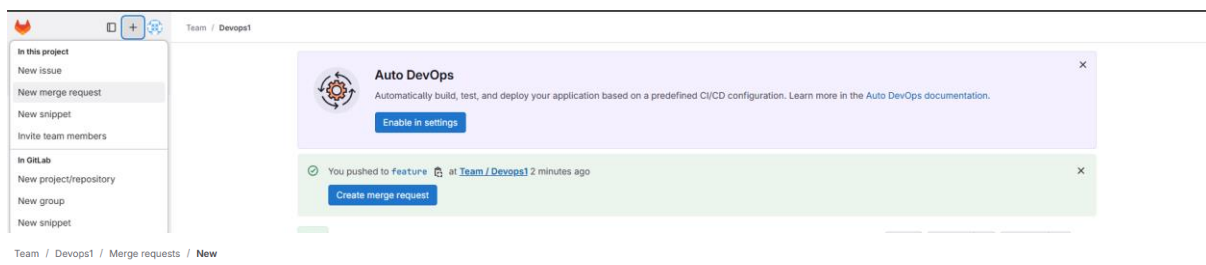 Team / Devops1
In this project
New issue
New merge request
New snippet
Invite team members
In GitLab
New project/repository
New group
New snippet
Auto DevOps
Automatically build, test, and deploy your application based on a predefined CI/CD configuration. Learn more in the Auto DevOps documentation.
Enable in settings
You pushed to feature at Team / Devops1 2 minutes ago
Create merge request
Team / Devops1 / Merge requests / New